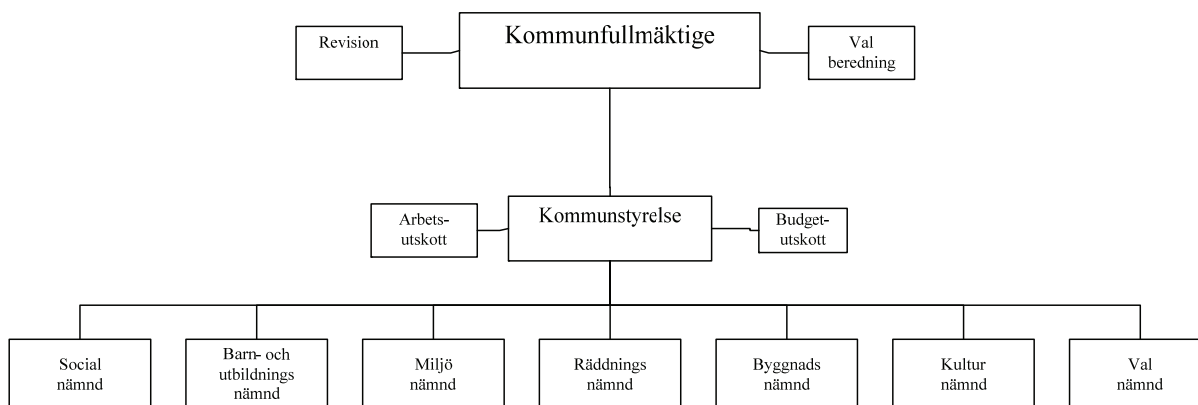 Revision
Kommunfullmäktige
Val
beredning
Arbets-
utskott
Kommunstyrelse
Budget-
utskott
Social
nämnd
Barn- och
utbildnings
nämnd
Miljö
nämnd
Räddnings
nämnd
Byggnads
nämnd
Kultur
nämnd
Val
nämnd